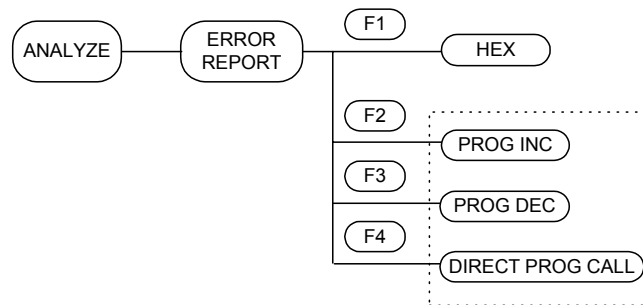 ANALYZE
ERROR
REPORT
F1
HEX
F2
PROG INC
F3
PROG DEC
F4
DIRECT PROG CALL